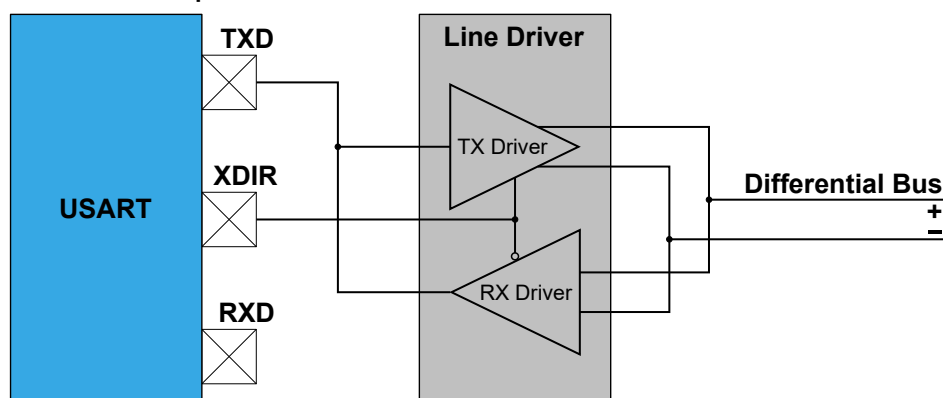 TXD
Line Driver
TX Driver
XDIR
USART
Differential Bus
+
−
RX Driver
RXD